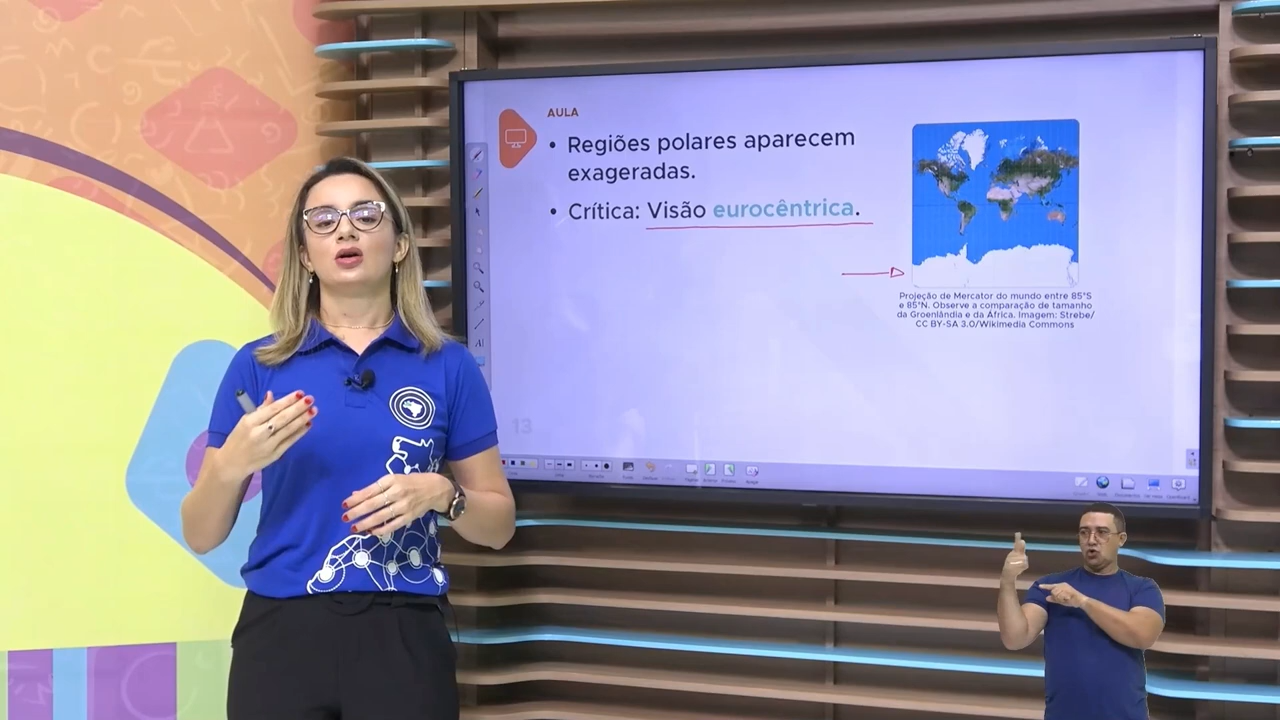 AULA
• Regiões polares aparecem
exageradas.
• Crítica: Visão eurocêntrica.
Projeção de Mercator do mundo entre 85°S
e 85°N. Observe a comparação de tamanho
da Groenlândia e da África. Imagem: Strebe/
CC BY-SA 3.0/Wikimedia Commons
13